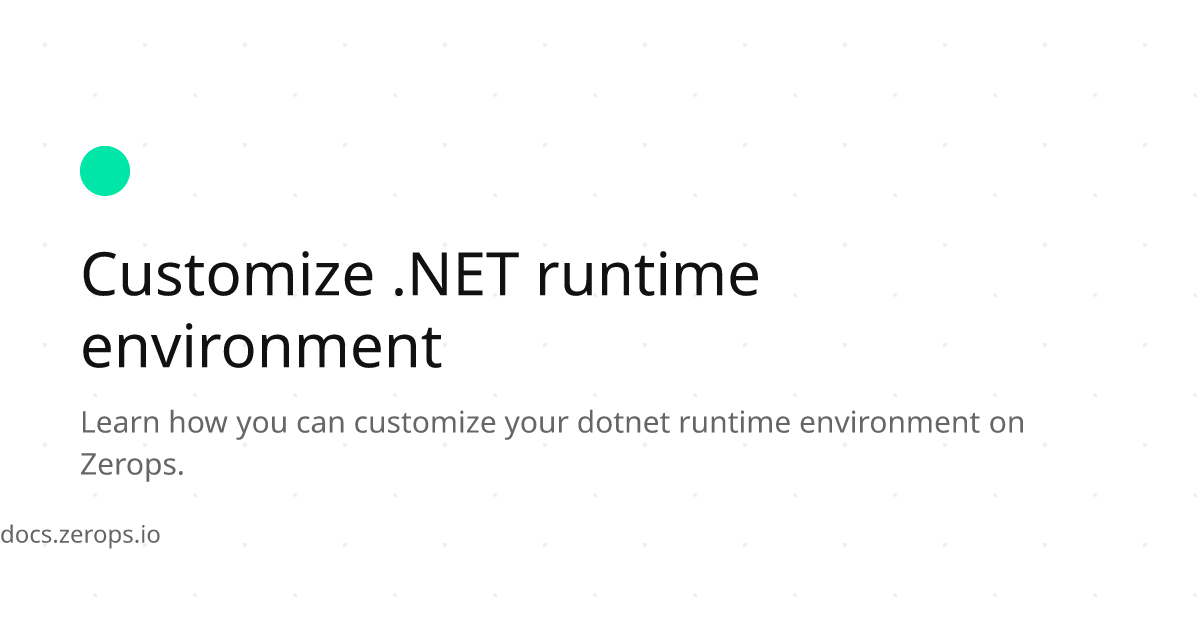 Customize .NET runtime
environment
Learn how you can customize your dotnet runtime environment on
Zerops.
docs.zerops.io